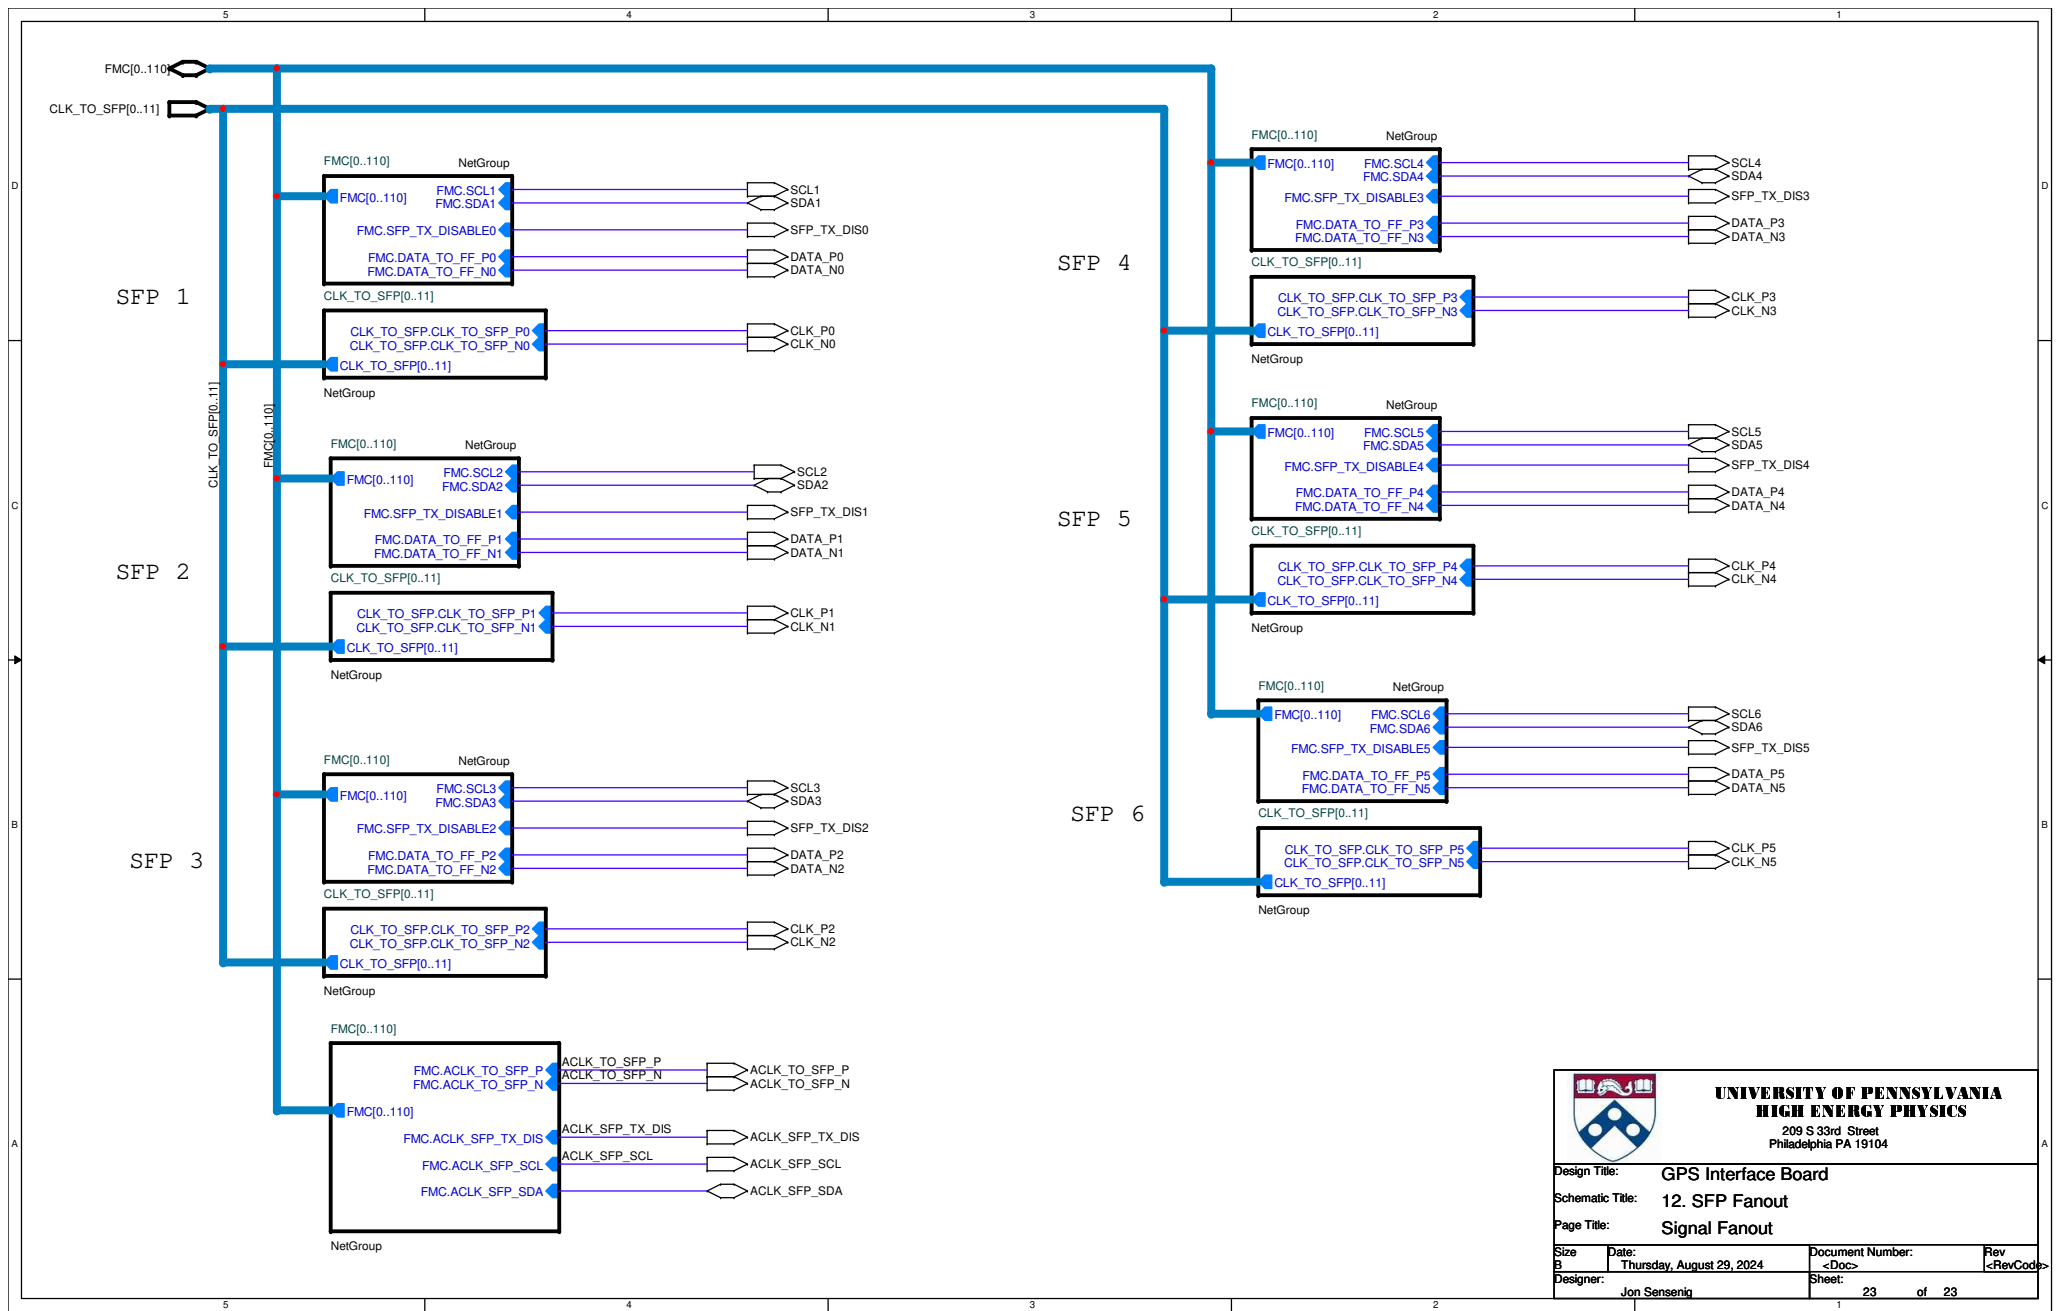 5 4 3 2 1
FMC[0..110]
CLK_TO_SFP[0..11]
D
C
B
A
CLK_TO_SFP[0..11]
FMC[0..110]
SFP 1
FMC[0..110] NetGroup
FMC[0..110] FMC.SCL1 SCL1
FMC.SDA1 SDA1
FMC.SFP_TX_DISABLE0 SFP_TX_DIS0
FMC.DATA_TO_FF_P0 DATA_P0
FMC.DATA_TO_FF_N0 DATA_N0
CLK_TO_SFP[0..11]
CLK_TO_SFP.CLK_TO_SFP_P0 CLK_P0
CLK_TO_SFP.CLK_TO_SFP_N0 CLK_N0
CLK_TO_SFP[0..11]
NetGroup
SFP 2
FMC[0..110] NetGroup
FMC[0..110] FMC.SCL2 SCL2
FMC.SDA2 SDA2
FMC.SFP_TX_DISABLE1 SFP_TX_DIS1
FMC.DATA_TO_FF_P1 DATA_P1
FMC.DATA_TO_FF_N1 DATA_N1
CLK_TO_SFP[0..11]
CLK_TO_SFP.CLK_TO_SFP_P1 CLK_P1
CLK_TO_SFP.CLK_TO_SFP_N1 CLK_N1
CLK_TO_SFP[0..11]
NetGroup
SFP 3
FMC[0..110] NetGroup
FMC[0..110] FMC.SCL3 SCL3
FMC.SDA3 SDA3
FMC.SFP_TX_DISABLE2 SFP_TX_DIS2
FMC.DATA_TO_FF_P2 DATA_P2
FMC.DATA_TO_FF_N2 DATA_N2
CLK_TO_SFP[0..11]
CLK_TO_SFP.CLK_TO_SFP_P2 CLK_P2
CLK_TO_SFP.CLK_TO_SFP_N2 CLK_N2
CLK_TO_SFP[0..11]
NetGroup
FMC[0..110]
FMC.ACLK_TO_SFP_P ACLK_TO_SFP_P ACLK_TO_SFP_P
FMC.ACLK_TO_SFP_N ACLK_TO_SFP_N ACLK_TO_SFP_N
FMC[0..110]
FMC.ACLK_SFP_TX_DIS ACLK_SFP_TX_DIS ACLK_SFP_TX_DIS
FMC.ACLK_SFP_SCL ACLK_SFP_SCL ACLK_SFP_SCL
FMC.ACLK_SFP_SDA ACLK_SFP_SDA
NetGroup
SFP 4
FMC[0..110] NetGroup
FMC[0..110] FMC.SCL4 SCL4
FMC.SDA4 SDA4
FMC.SFP_TX_DISABLE3 SFP_TX_DIS3
FMC.DATA_TO_FF_P3 DATA_P3
FMC.DATA_TO_FF_N3 DATA_N3
CLK_TO_SFP[0..11]
CLK_TO_SFP.CLK_TO_SFP_P3 CLK_P3
CLK_TO_SFP.CLK_TO_SFP_N3 CLK_N3
CLK_TO_SFP[0..11]
NetGroup
SFP 5
FMC[0..110] NetGroup
FMC[0..110] FMC.SCL5 SCL5
FMC.SDA5 SDA5
FMC.SFP_TX_DISABLE4 SFP_TX_DIS4
FMC.DATA_TO_FF_P4 DATA_P4
FMC.DATA_TO_FF_N4 DATA_N4
CLK_TO_SFP[0..11]
CLK_TO_SFP.CLK_TO_SFP_P4 CLK_P4
CLK_TO_SFP.CLK_TO_SFP_N4 CLK_N4
CLK_TO_SFP[0..11]
NetGroup
SFP 6
FMC[0..110] NetGroup
FMC[0..110] FMC.SCL6 SCL6
FMC.SDA6 SDA6
FMC.SFP_TX_DISABLE5 SFP_TX_DIS5
FMC.DATA_TO_FF_P5 DATA_P5
FMC.DATA_TO_FF_N5 DATA_N5
CLK_TO_SFP[0..11]
CLK_TO_SFP.CLK_TO_SFP_P5 CLK_P5
CLK_TO_SFP.CLK_TO_SFP_N5 CLK_N5
CLK_TO_SFP[0..11]
NetGroup
D
C
B
A
UNIVERSITY OF PENNSYLVANIA
HIGH ENERGY PHYSICS
209 S 33rd Street
Philadelphia PA 19104
Design Title: GPS Interface Board
Schematic Title: 12. SFP Fanout
Page Title: Signal Fanout
Size Date: Document Number: Rev
B Thursday, August 29, 2024 <Doc> <RevCode>
Designer: Sheet:
Jon Sensenig 23 of 23
5 4 3 2 1